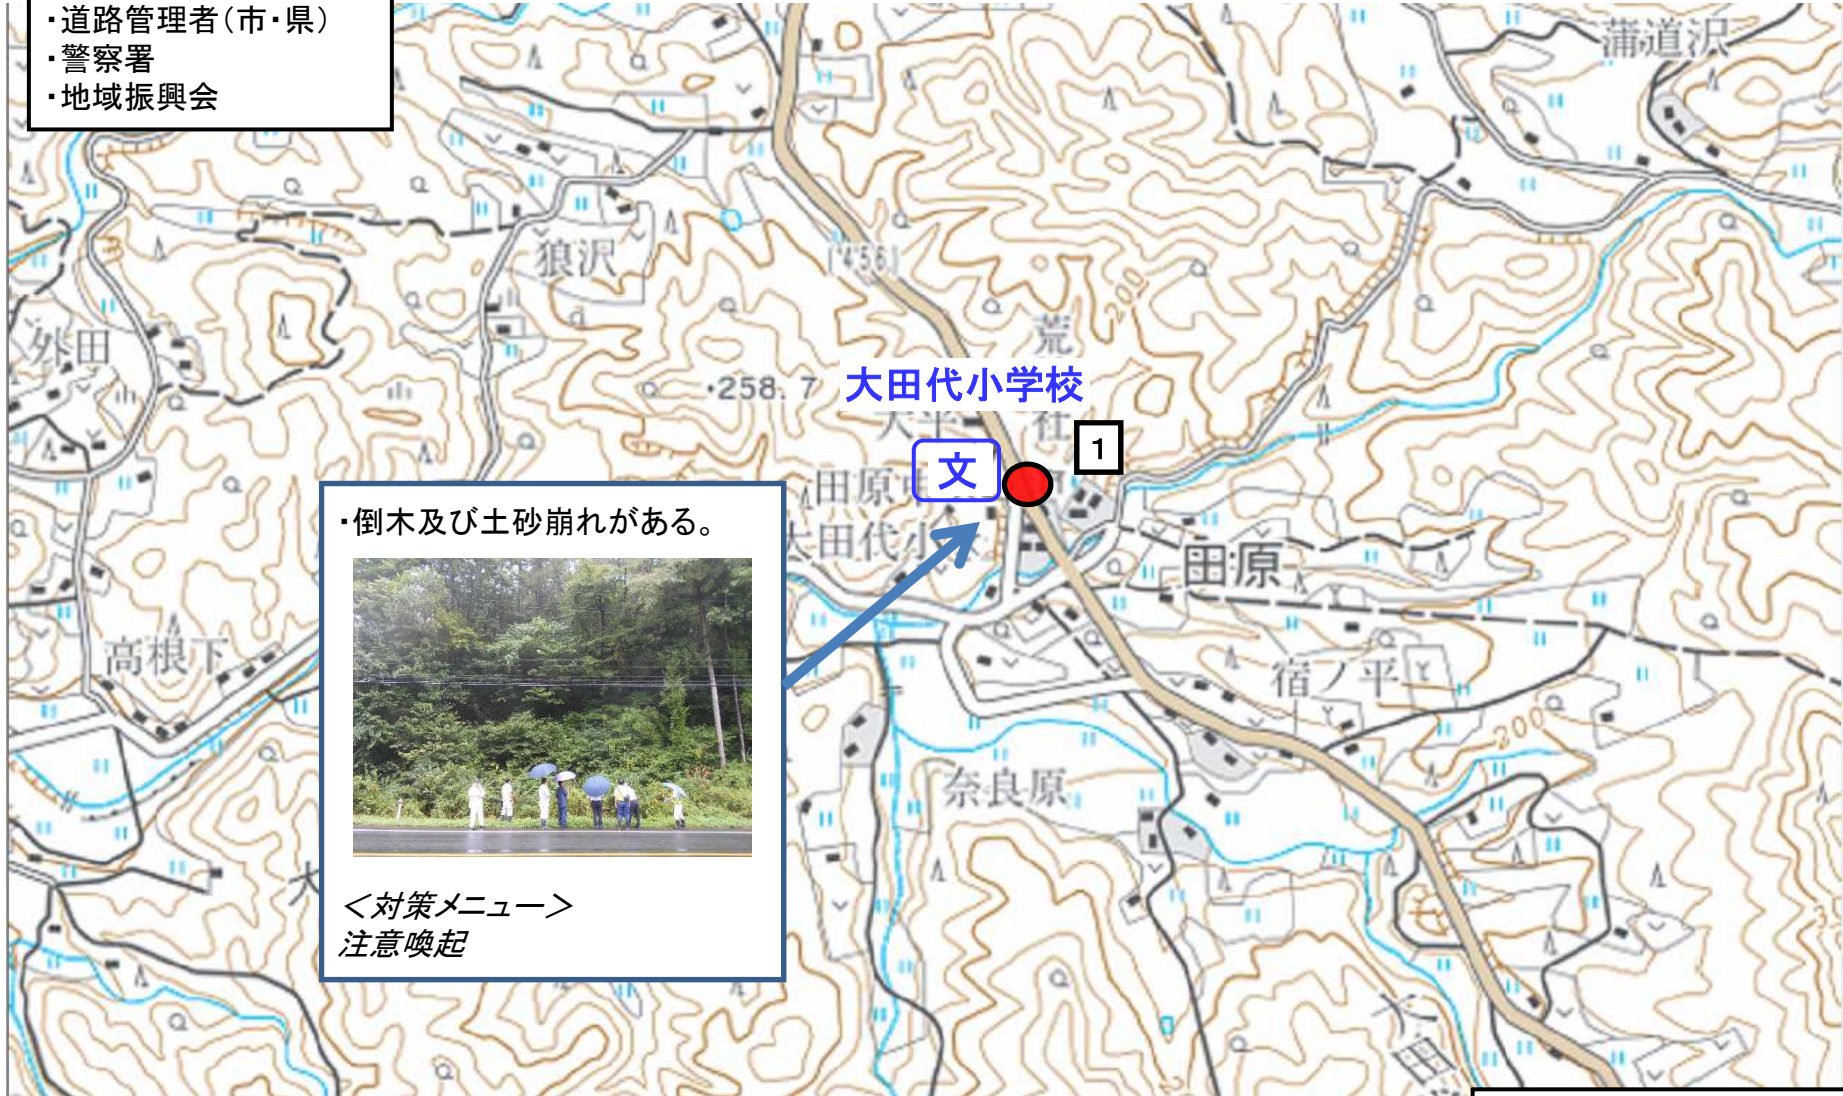 ・道路管理者(市・県)
・警察署
・地域振興会
蒲道沢
狼沢
[456]
外田
荒
200
・258.7
大田代小学校
社
1
文
田原
大田代小
田原
・倒木及び土砂崩れがある。
高根下
宿ノ平
200
奈良原
<対策メニュー>
注意喚起
大